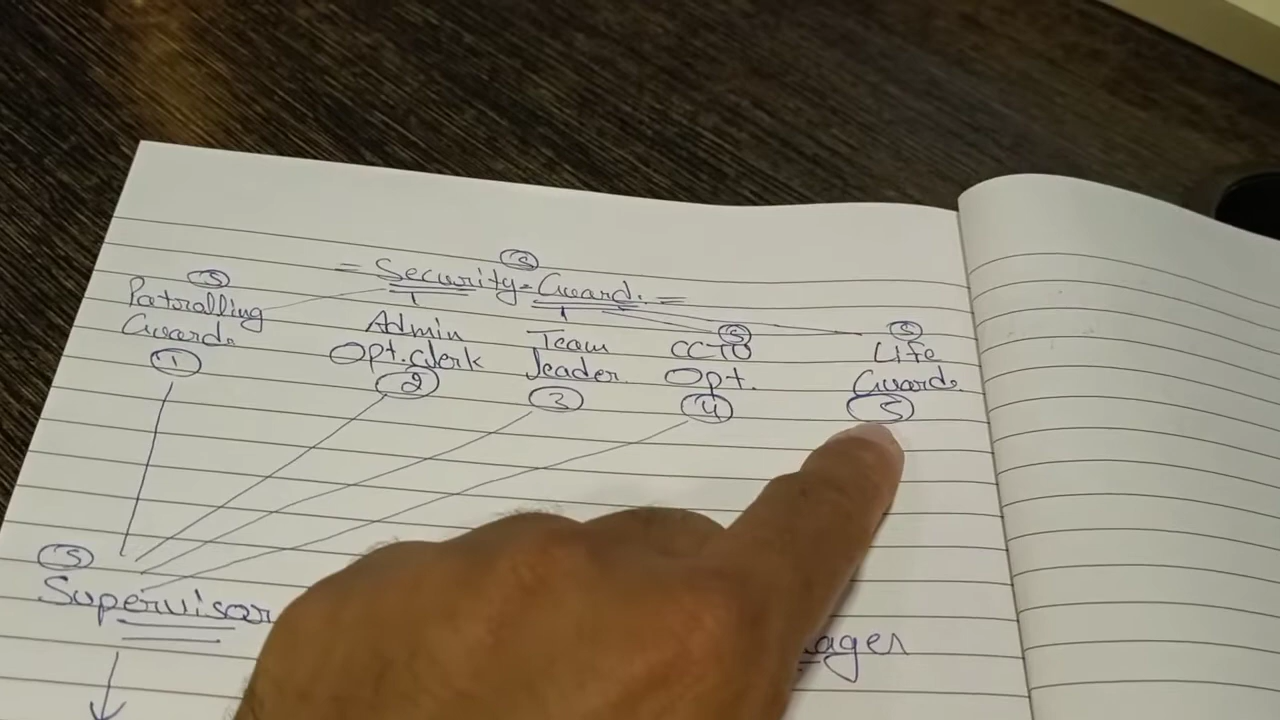 S
= Security - Guard. =
S
Patrolling
Guard.
1
Admin
Opt. Clerk
2
Team
leader.
3
S
CCTV
Opt.
4
S
Life
Guard.
5
S
Supervisor
ager